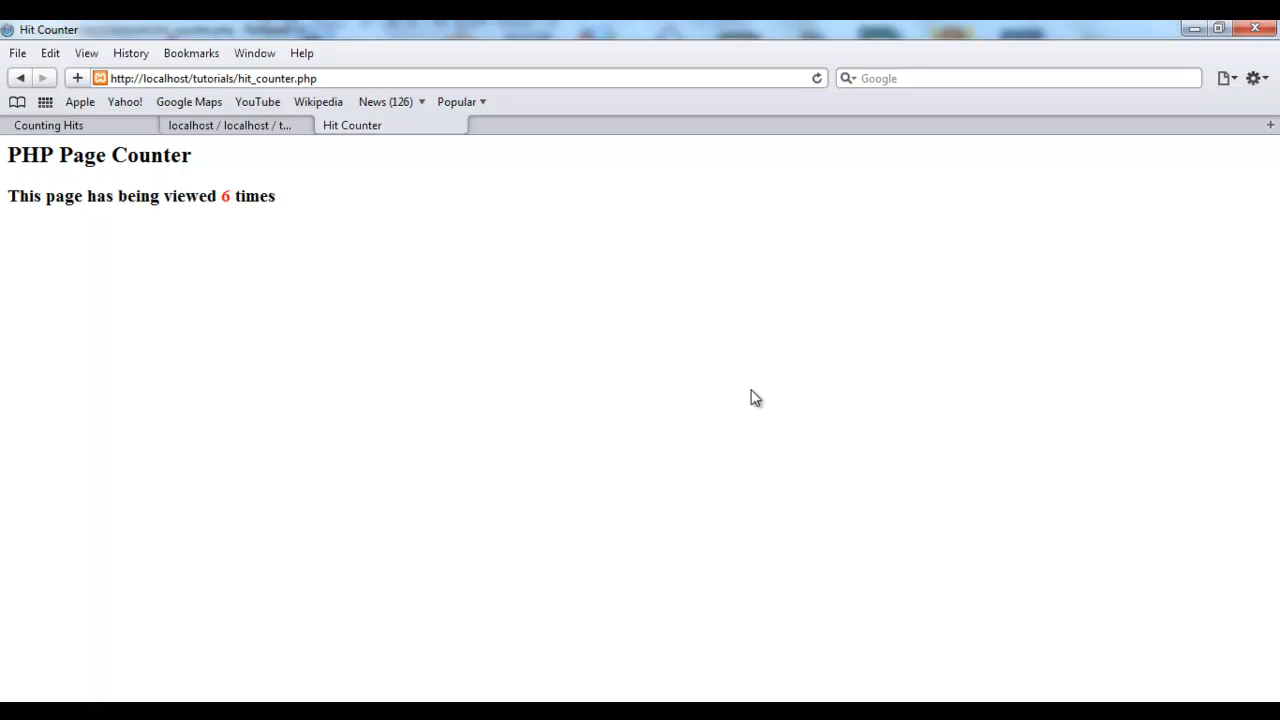 Hit Counter
File Edit View History Bookmarks Window Help
http://localhost/tutorials/hit_counter.php Google
Apple Yahoo! Google Maps YouTube Wikipedia News (126) Popular
Counting Hits localhost / localhost / t... Hit Counter
PHP Page Counter
This page has being viewed 6 times